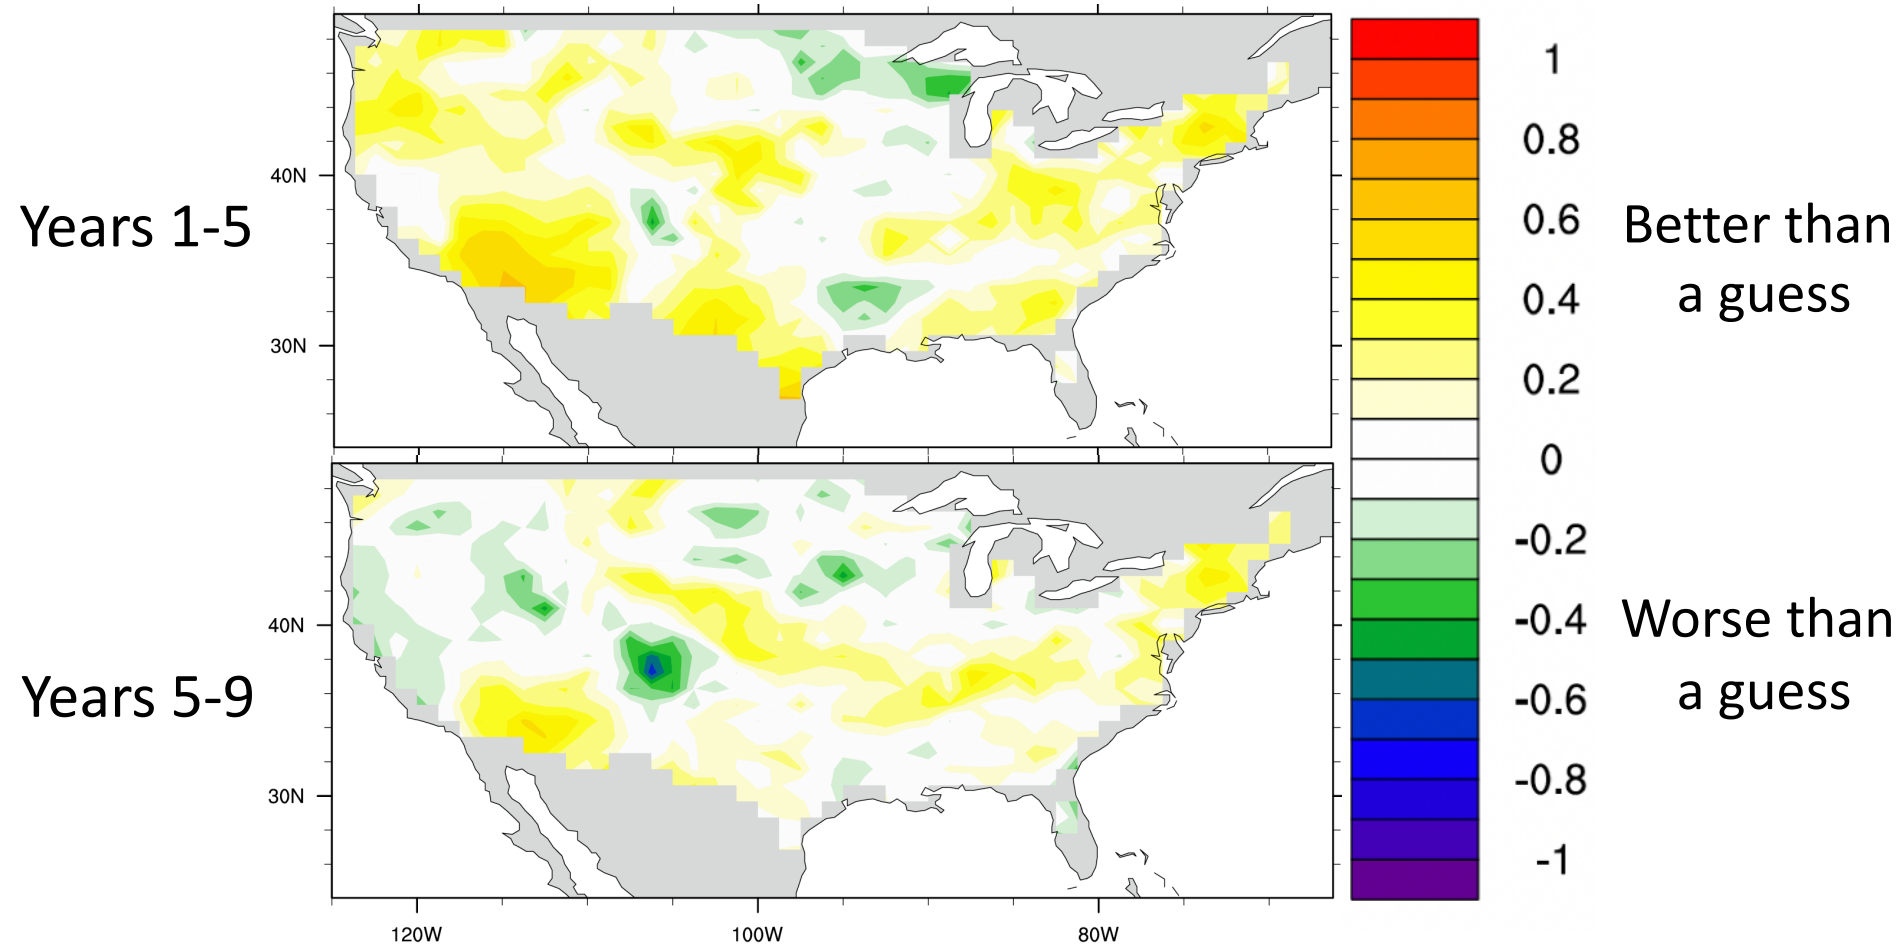 40N
30N
Years 1-5
40N
30N
120W
100W
80W
Years 5-9
1
0.8
0.6
0.4
0.2
0
-0.2
-0.4
-0.6
-0.8
-1
Better than
a guess
Worse than
a guess